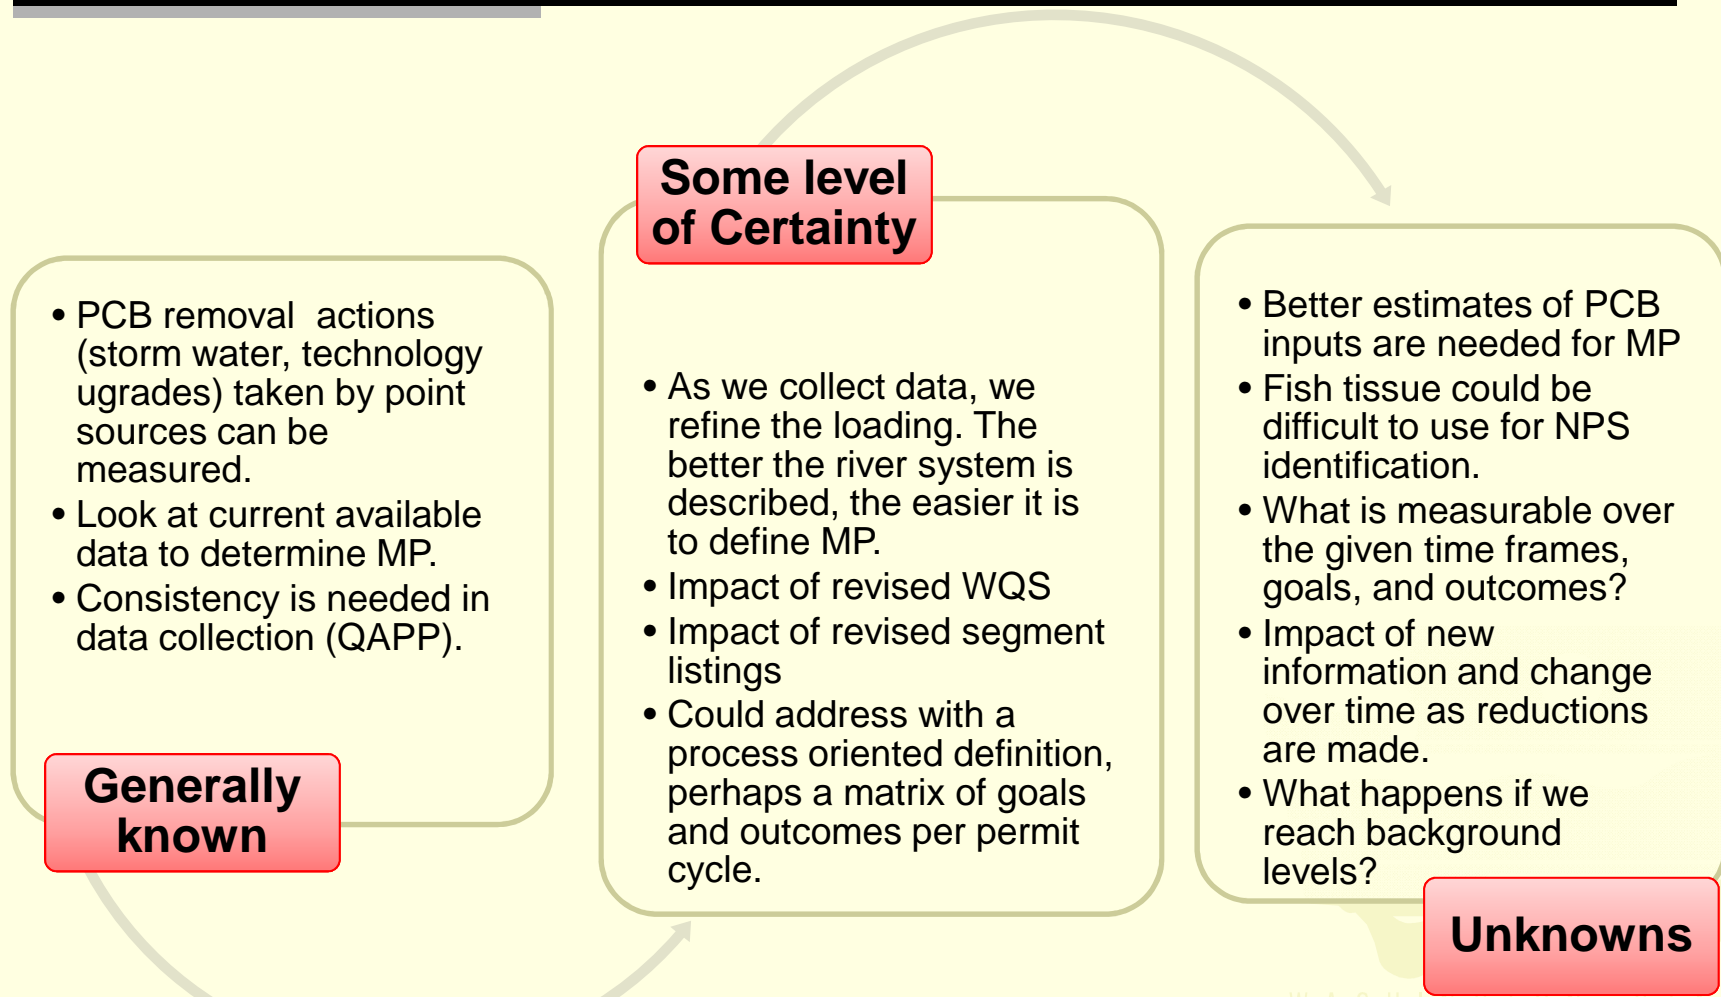 • PCB removal  actions
(storm water, technology
ugrades) taken by point
sources can be
measured.
• Look at current available
data to determine MP.
• Consistency is needed in
data collection (QAPP).
Generally
known
Some level
of Certainty
• As we collect data, we
refine the loading. The
better the river system is
described, the easier it is
to define MP.
• Impact of revised WQS
• Impact of revised segment
listings
• Could address with a
process oriented definition,
perhaps a matrix of goals
and outcomes per permit
cycle.
• Better estimates of PCB
inputs are needed for MP
• Fish tissue could be
difficult to use for NPS
identification.
• What is measurable over
the given time frames,
goals, and outcomes?
• Impact of new
information and change
over time as reductions
are made.
• What happens if we
reach background
levels?
Unknowns